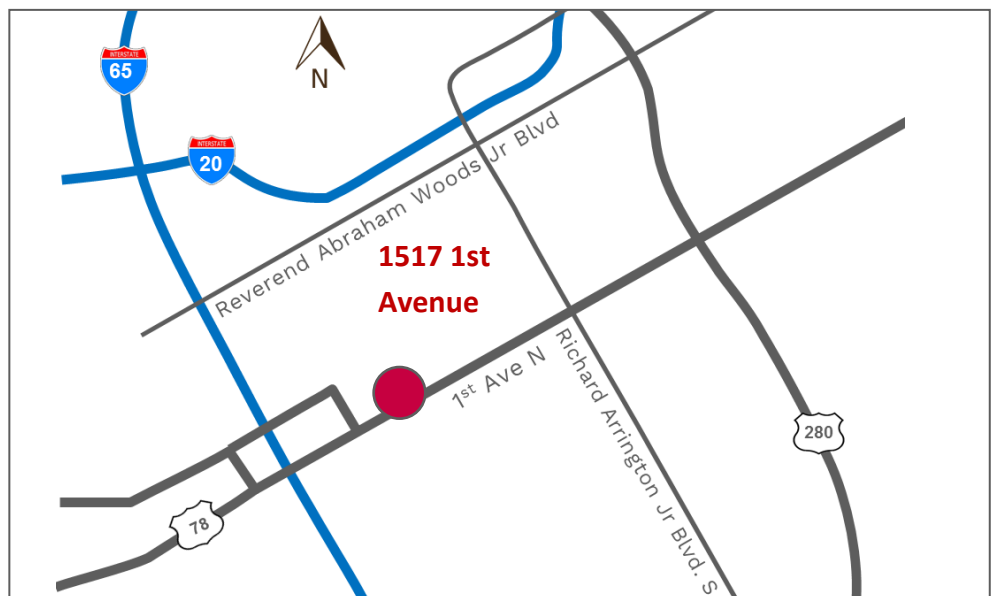 INTERSTATE
65
N
INTERSTATE
20
Reverend Abraham Woods Jr Blvd
1517 1st
Avenue
1st Ave N
Richard Arrington Jr Blvd. S
280
78